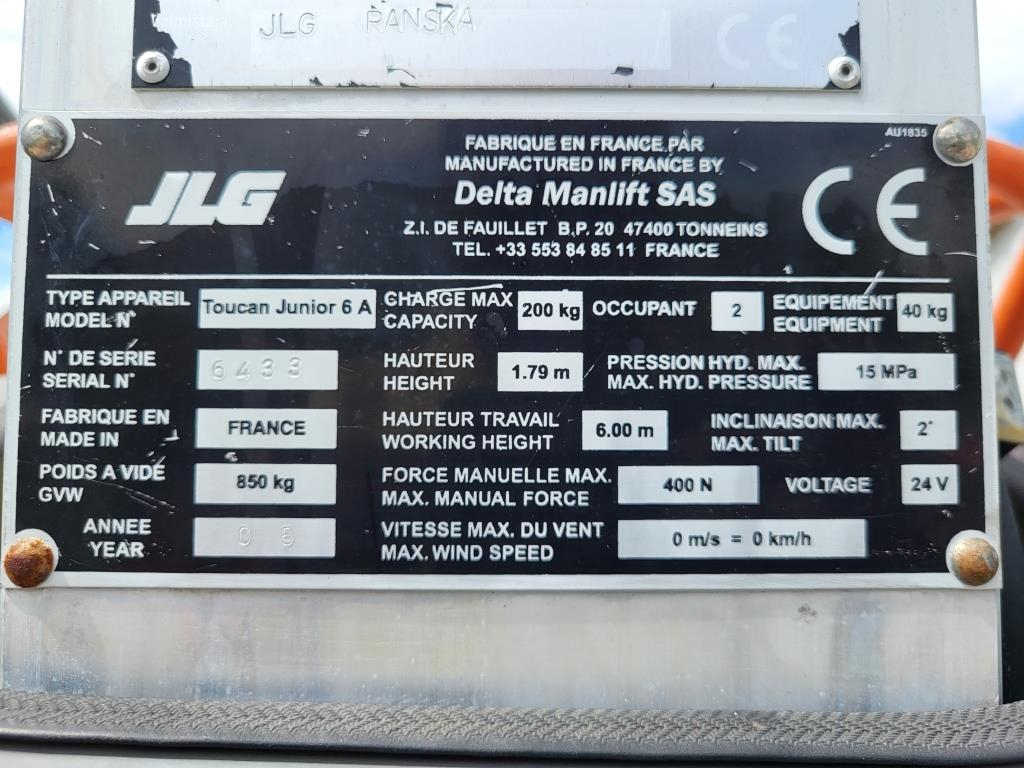 Valmistaja
JLG RANSKA CE
AU1835
FABRIQUE EN FRANCE PAR
MANUFACTURED IN FRANCE BY
JLG Delta Manlift SAS CE
Z.I. DE FAUILLET B.P. 20 47400 TONNEINS
TEL. +33 553 84 85 11 FRANCE
TYPE APPAREIL
MODEL N° Toucan Junior 6 A
CHARGE MAX
CAPACITY 200 kg
OCCUPANT 2
EQUIPEMENT
EQUIPMENT 40 kg
N° DE SERIE
SERIAL N° 6433
HAUTEUR
HEIGHT 1.79 m
PRESSION HYD. MAX.
MAX. HYD. PRESSURE 15 MPa
FABRIQUE EN
MADE IN FRANCE
HAUTEUR TRAVAIL
WORKING HEIGHT 6.00 m
INCLINAISON MAX.
MAX. TILT 2°
POIDS A VIDE
GVW 850 kg
FORCE MANUELLE MAX.
MAX. MANUAL FORCE 400 N
VOLTAGE 24 V
ANNEE
YEAR 05
VITESSE MAX. DU VENT
MAX. WIND SPEED 0 m/s = 0 km/h